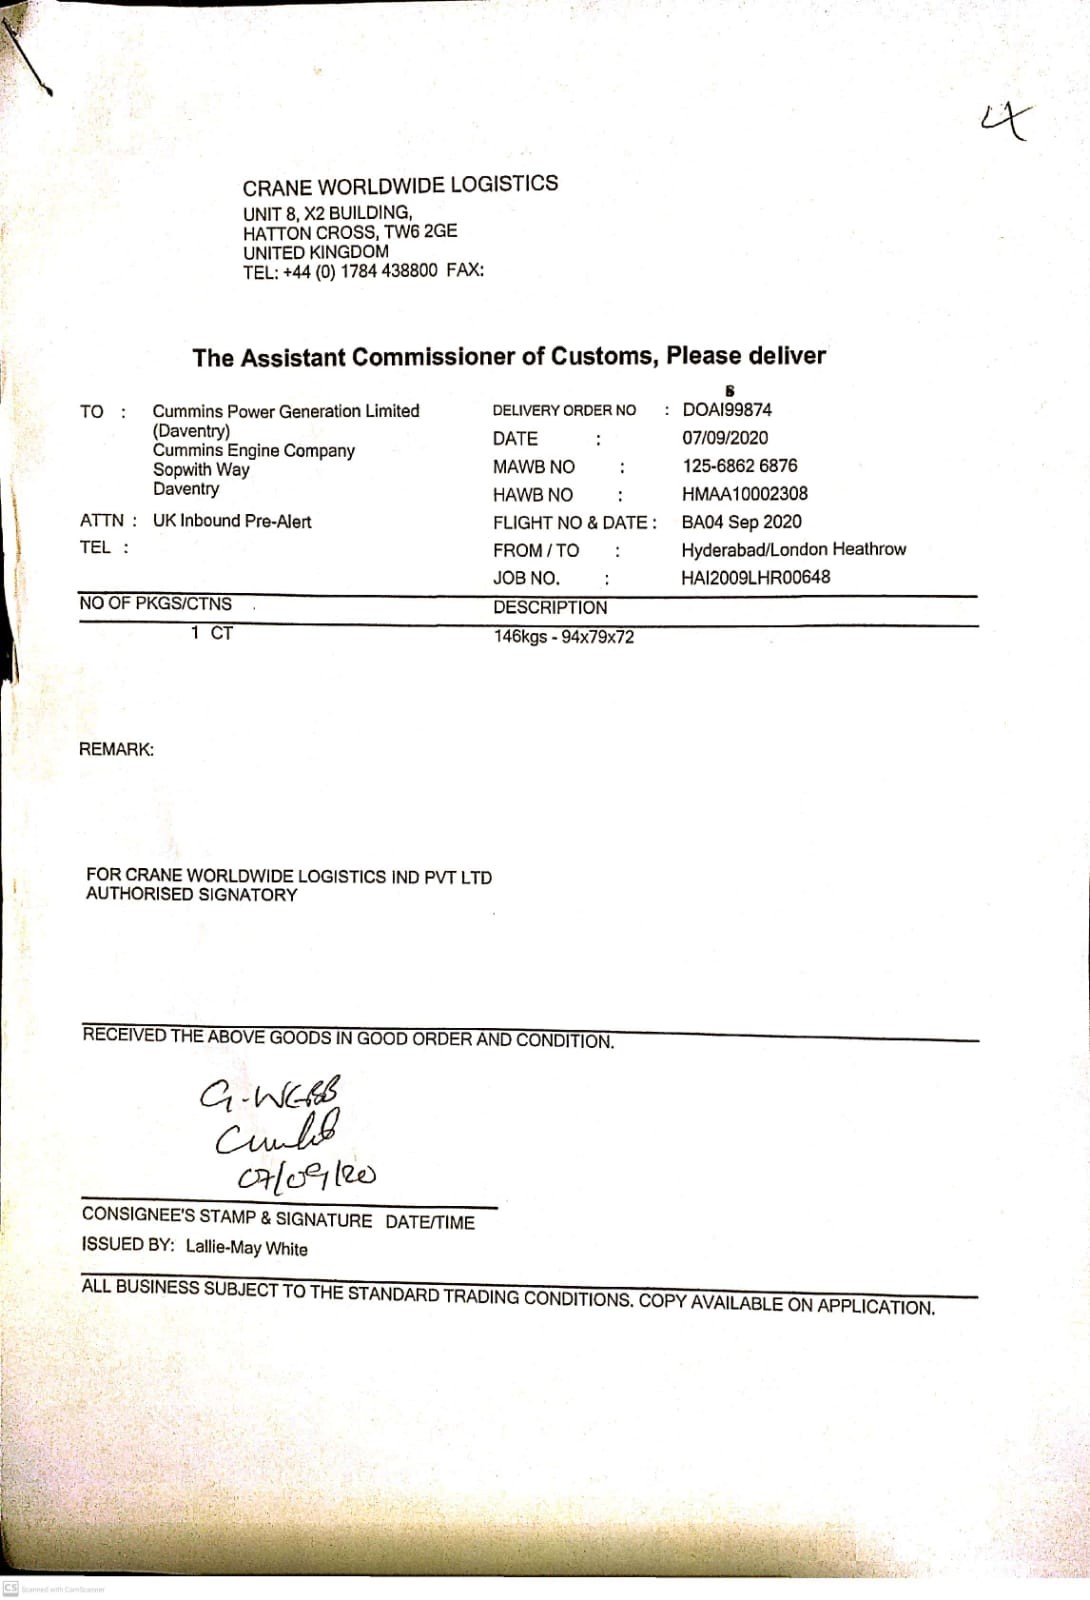 CRANE WORLDWIDE LOGISTICS
UNIT 8, X2 BUILDING,
HATTON CROSS, TW6 2GE
UNITED KINGDOM
TEL: +44 (0) 1784 438800 FAX:
The Assistant Commissioner of Customs, Please deliver
TO : Cummins Power Generation Limited
(Daventry)
Cummins Engine Company
Sopwith Way
Daventry
ATTN : UK Inbound Pre-Alert
TEL :
DELIVERY ORDER NO : DOAI99874
DATE : 07/09/2020
MAWB NO : 125-6862 6876
HAWB NO : HMAA10002308
FLIGHT NO & DATE : BA04 Sep 2020
FROM / TO : Hyderabad/London Heathrow
JOB NO. : HAI2009LHR00648
NO OF PKGS/CTNS DESCRIPTION
1 CT 146kgs - 94x79x72
REMARK:
FOR CRANE WORLDWIDE LOGISTICS IND PVT LTD
AUTHORISED SIGNATORY
RECEIVED THE ABOVE GOODS IN GOOD ORDER AND CONDITION.
G-WEBB
07/09/20
CONSIGNEE'S STAMP & SIGNATURE DATE/TIME
ISSUED BY: Lallie-May White
ALL BUSINESS SUBJECT TO THE STANDARD TRADING CONDITIONS. COPY AVAILABLE ON APPLICATION.
CS Scanned with CamScanner